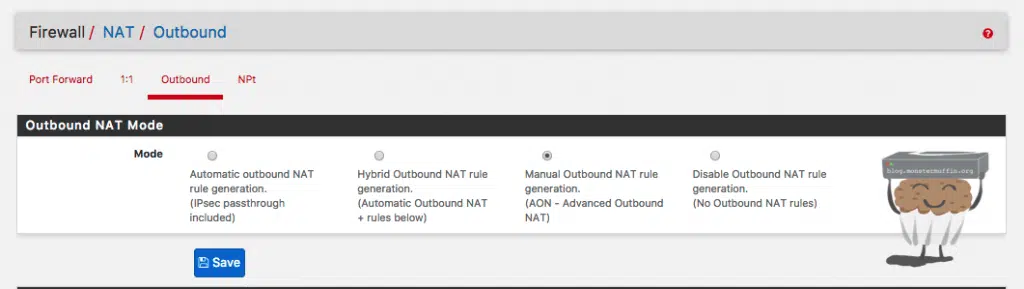 Firewall / NAT / Outbound
Port Forward 1:1 Outbound NPt
Outbound NAT Mode
Mode
Automatic outbound NAT
rule generation.
(IPsec passthrough
included)
Hybrid Outbound NAT rule
generation.
(Automatic Outbound NAT
+ rules below)
Manual Outbound NAT rule
generation.
(AON - Advanced Outbound
NAT)
Disable Outbound NAT rule
generation.
(No Outbound NAT rules)
blog.monstermuffin.org
Save